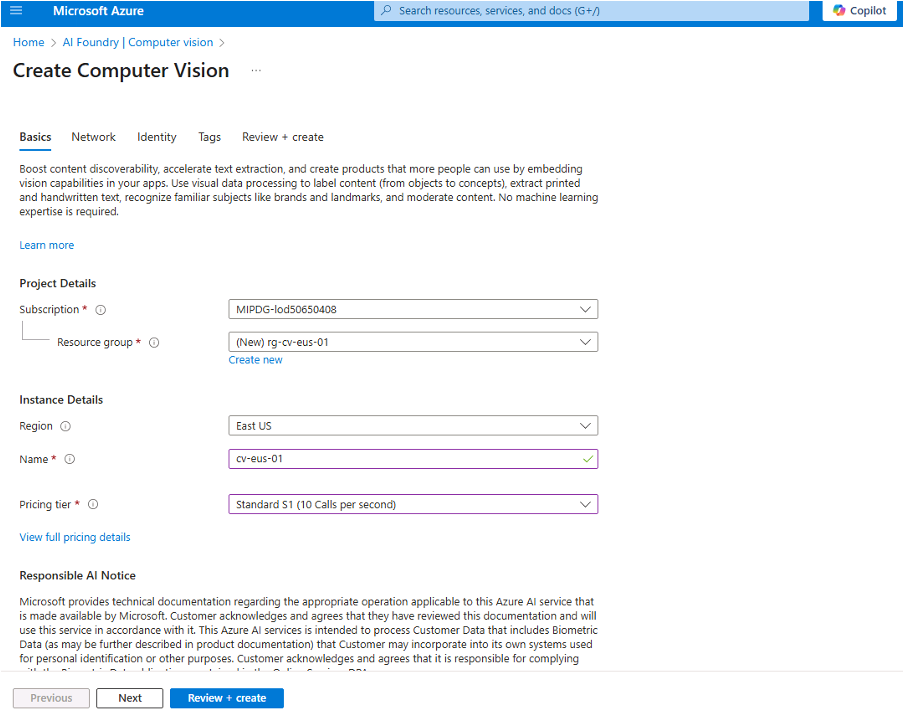 Microsoft Azure
Search resources, services, and docs (G+/)
Copilot
Home > AI Foundry | Computer vision >
Create Computer Vision ...
Basics Network Identity Tags Review + create
Boost content discoverability, accelerate text extraction, and create products that more people can use by embedding
vision capabilities in your apps. Use visual data processing to label content (from objects to concepts), extract printed
and handwritten text, recognize familiar subjects like brands and landmarks, and moderate content. No machine learning
expertise is required.
Learn more
Project Details
Subscription * MIPDG-lod50650408
Resource group * (New) rg-cv-eus-01
Create new
Instance Details
Region East US
Name * cv-eus-01
Pricing tier * Standard S1 (10 Calls per second)
View full pricing details
Responsible AI Notice
Microsoft provides technical documentation regarding the appropriate operation applicable to this Azure AI service that
is made available by Microsoft. Customer acknowledges and agrees that they have reviewed this documentation and will
use this service in accordance with it. This Azure AI services is intended to process Customer Data that includes Biometric
Data (as may be further described in product documentation) that Customer may incorporate into its own systems used
for personal identification or other purposes. Customer acknowledges and agrees that it is responsible for complying
Previous Next Review + create